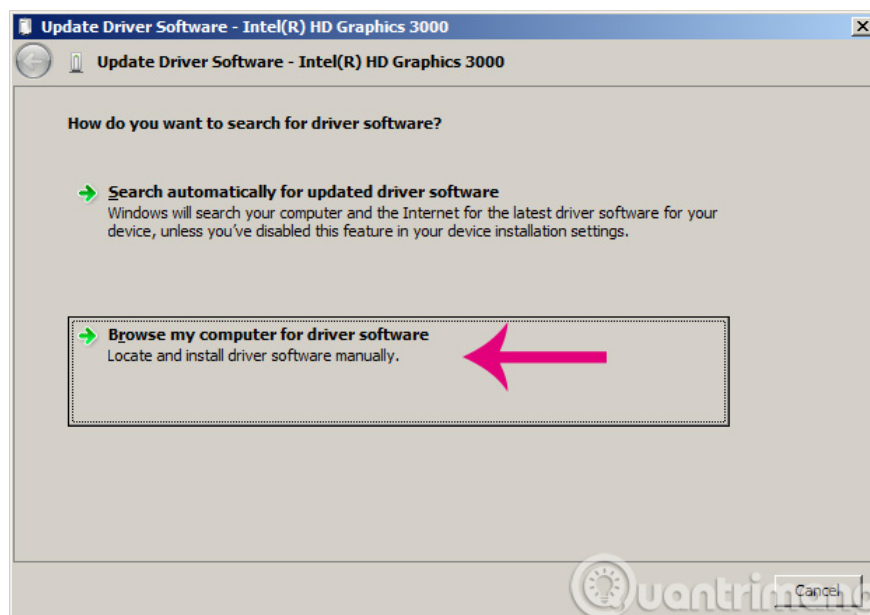 Update Driver Software - Intel(R) HD Graphics 3000
Update Driver Software - Intel(R) HD Graphics 3000
How do you want to search for driver software?
Search automatically for updated driver software
Windows will search your computer and the Internet for the latest driver software for your
device, unless you've disabled this feature in your device installation settings.
Browse my computer for driver software
Locate and install driver software manually.
Cancel